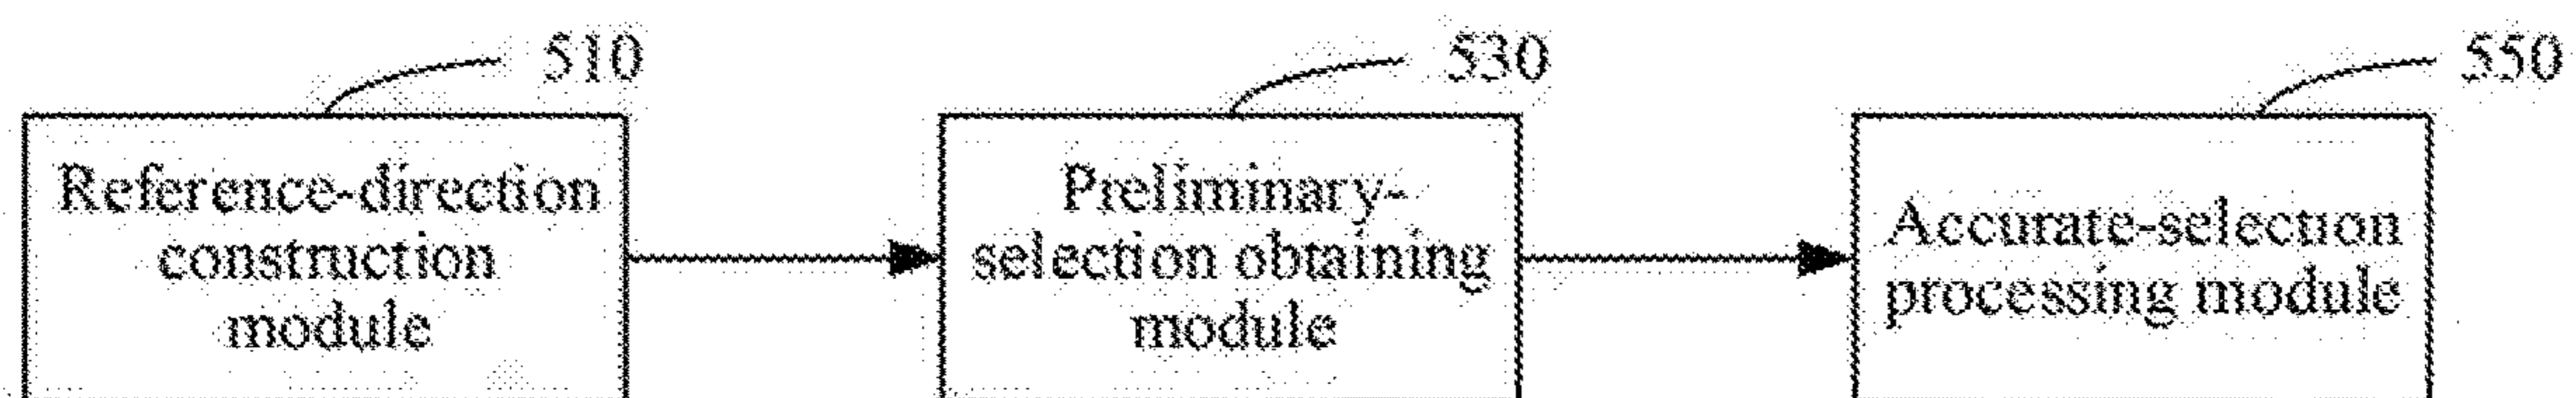 510
530
550
Reference-direction
construction
module
Preliminary-
selection obtaining
module
Accurate-selection
processing module